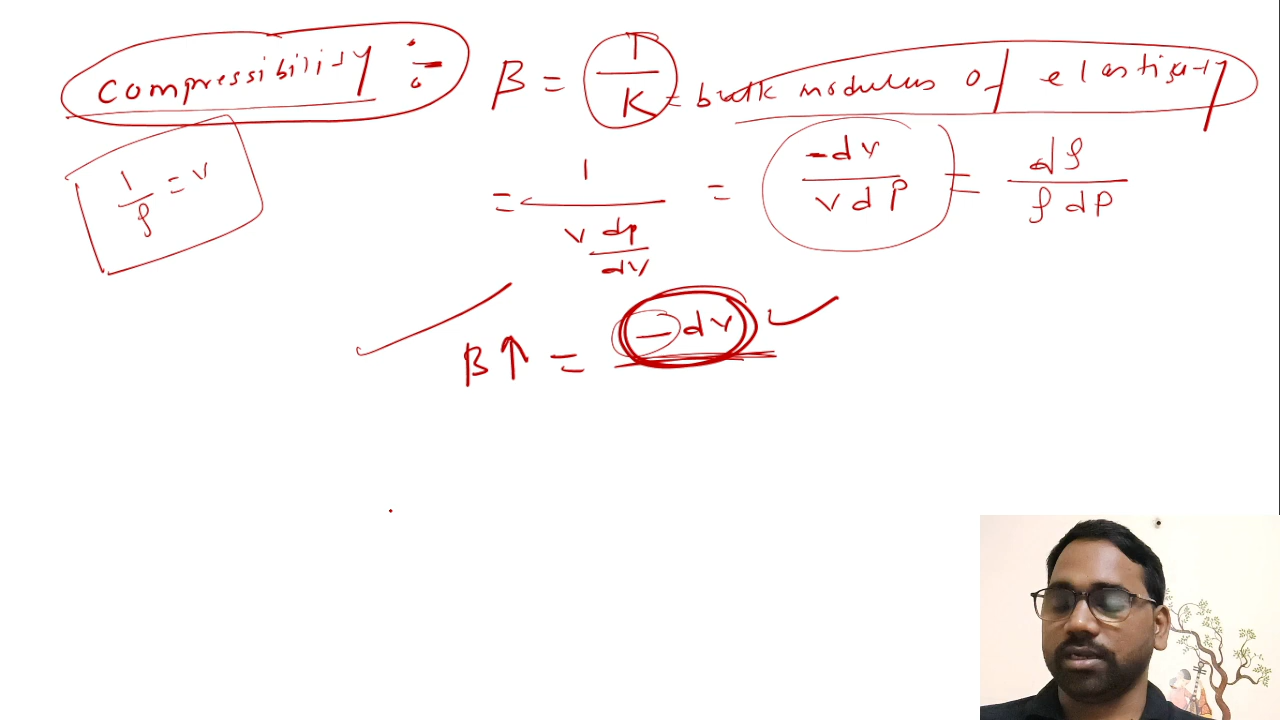 compressibility :- β = 1/K = bulk modulus of elasticity
1/ρ = v
= 1/(v dp/dv) = -dv/(v dP) = dρ/(ρ dP)
β↑ = -dv